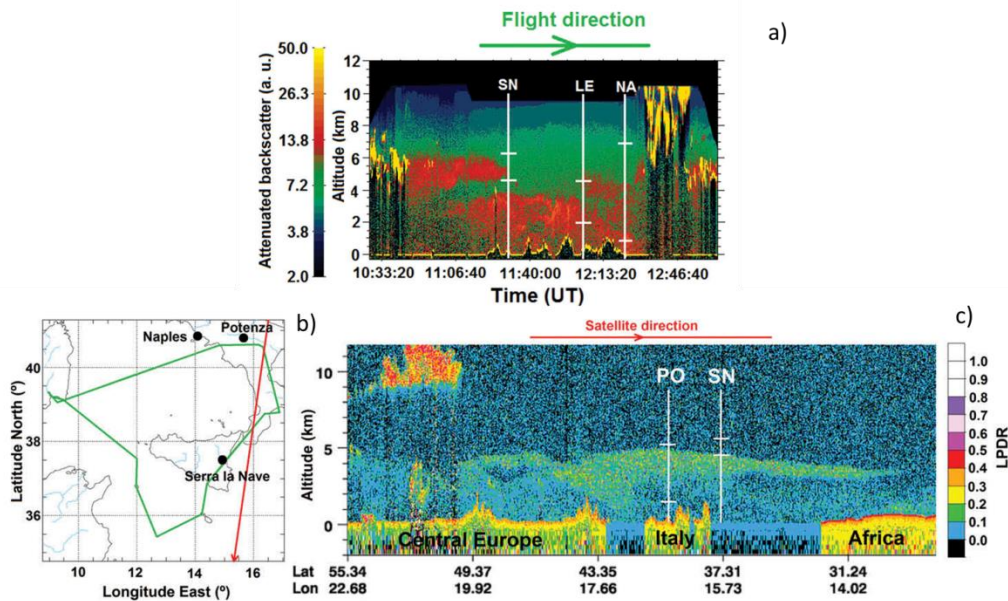 Flight direction
a)
Attenuated backscatter (a. u.)
50.0
26.3
13.8
7.2
3.8
2.0
Altitude (km)
12
10
8
6
4
2
0
SN LE NA
10:33:20 11:06:40 11:40:00 12:13:20 12:46:40
Time (UT)
b)
Latitude North (º)
40
38
36
Naples
Potenza
Serra la Nave
10 12 14 16
Longitude East (º)
c)
Satellite direction
Altitude (km)
10
5
0
PO SN
Central Europe Italy Africa
Lat 55.34 49.37 43.35 37.31 31.24
Lon 22.68 19.92 17.66 15.73 14.02
1.0
0.9
0.8
0.7
0.6
0.5
0.4
0.3
0.2
0.1
0.0
LPDR